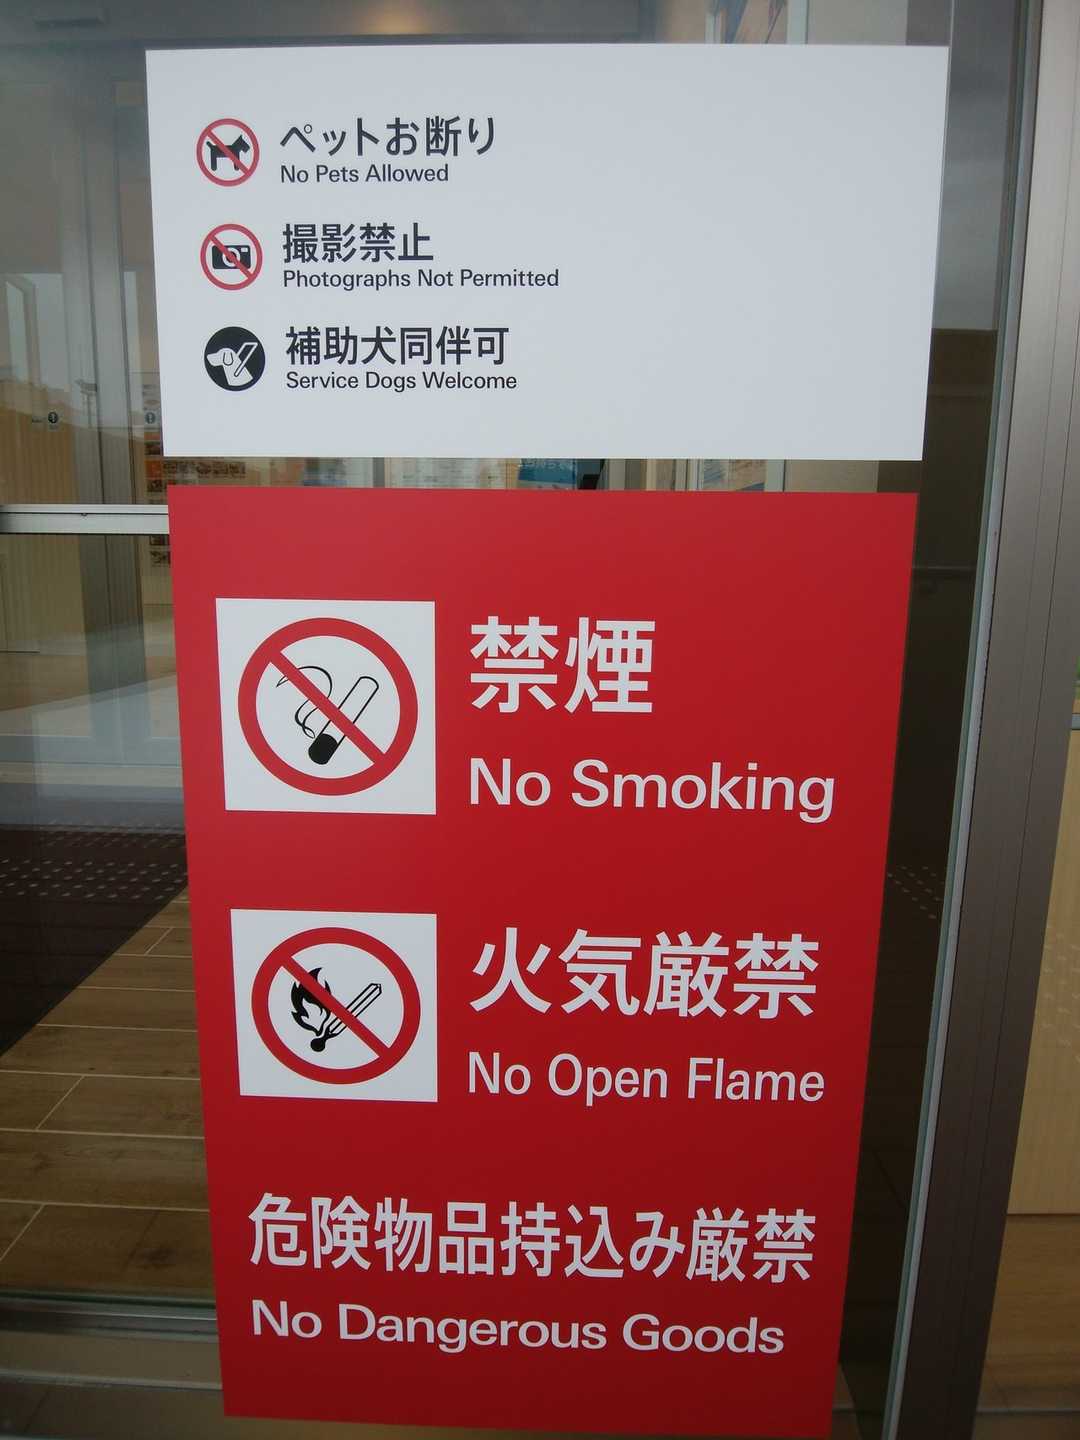 ペットお断り
No Pets Allowed
撮影禁止
Photographs Not Permitted
補助犬同伴可
Service Dogs Welcome
禁煙
No Smoking
火気厳禁
No Open Flame
危険物品持込み厳禁
No Dangerous Goods